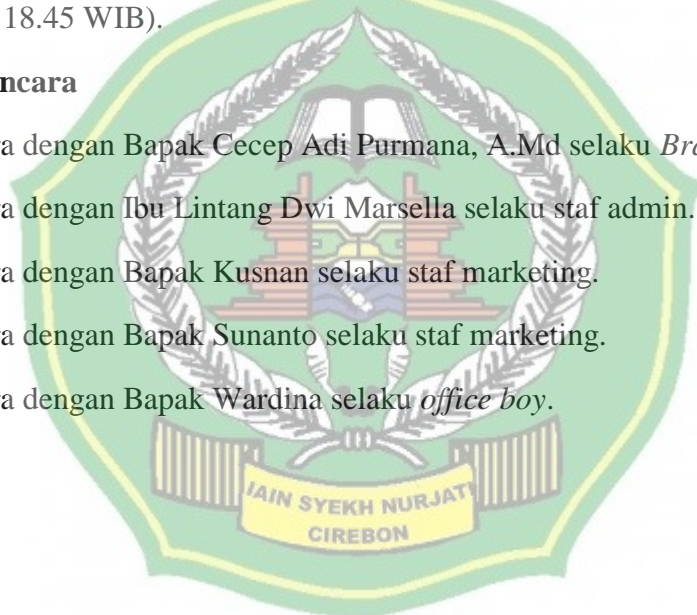 18.45 WIB).
ncara
a dengan Bapak Cecep Adi Purmana, A.Md selaku Bra
a dengan Ibu Lintang Dwi Marsella selaku staf admin.
a dengan Bapak Kusnan selaku staf marketing.
a dengan Bapak Sunanto selaku staf marketing.
a dengan Bapak Wardina selaku office boy.
IAIN SYEKH NURJATI
CIREBON